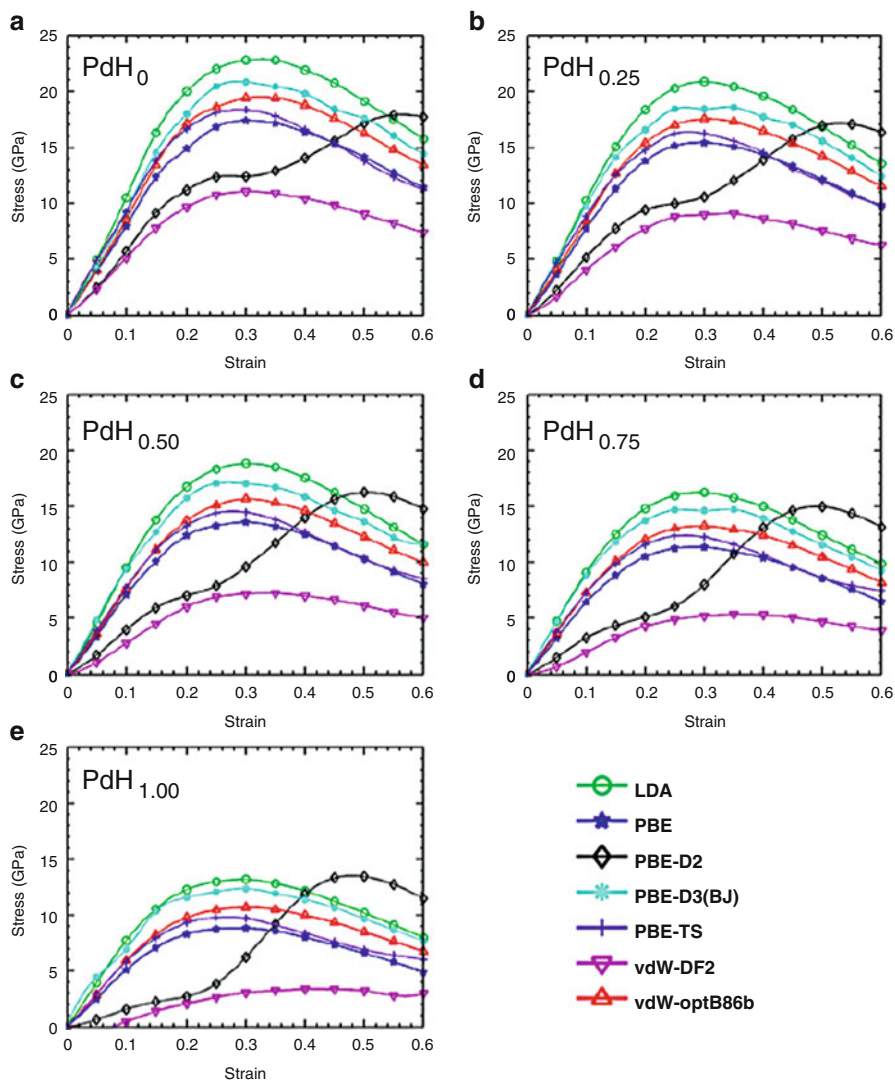 a
b
PdH0
PdH0.25
Stress (GPa)
25
20
15
10
5
0
0
0.1
0.2
0.3
0.4
0.5
0.6
Strain
Stress (GPa)
25
20
15
10
5
0
0
0.1
0.2
0.3
0.4
0.5
0.6
Strain
c
d
PdH0.50
PdH0.75
Stress (GPa)
25
20
15
10
5
0
0
0.1
0.2
0.3
0.4
0.5
0.6
Strain
Stress (GPa)
25
20
15
10
5
0
0
0.1
0.2
0.3
0.4
0.5
0.6
Strain
e
PdH1.00
Stress (GPa)
25
20
15
10
5
0
0
0.1
0.2
0.3
0.4
0.5
0.6
Strain
LDA
PBE
PBE-D2
PBE-D3(BJ)
PBE-TS
vdW-DF2
vdW-optB86b